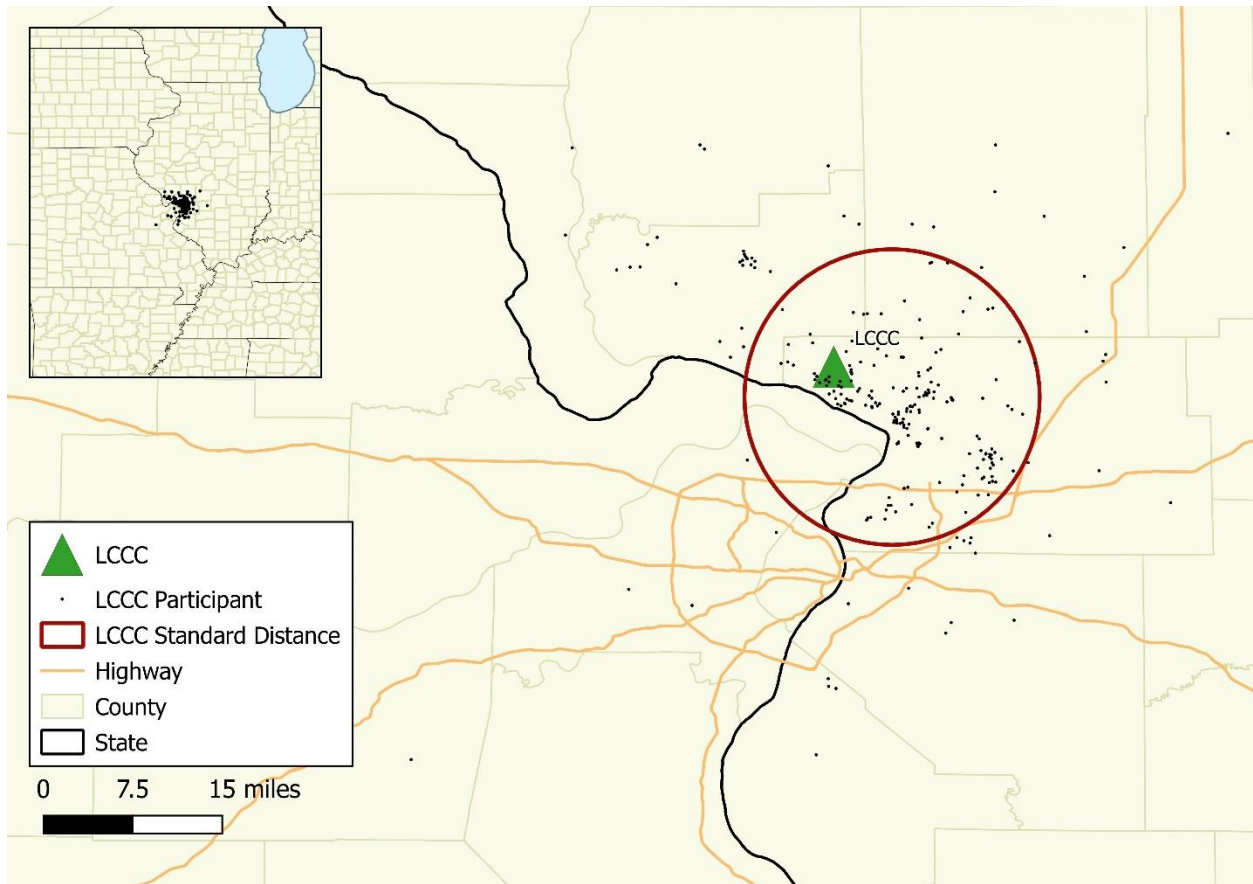 LCCC
LCCC
LCCC Participant
LCCC Standard Distance
Highway
County
State
0 7.5 15 miles